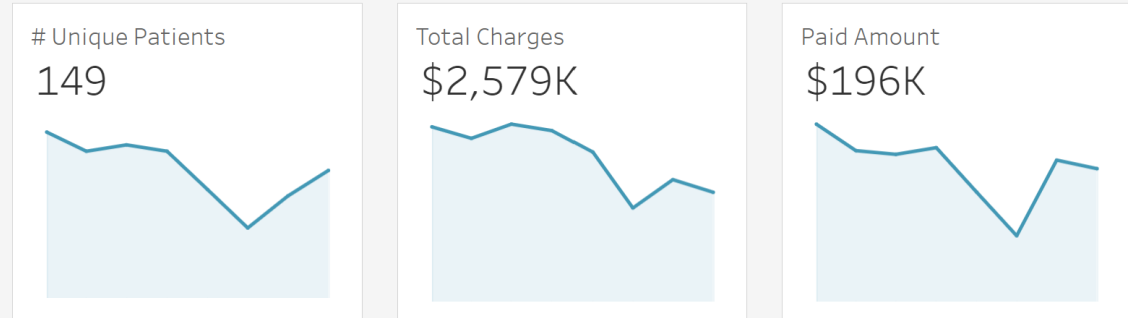 # Unique Patients
149
Total Charges
$2,579K
Paid Amount
$196K